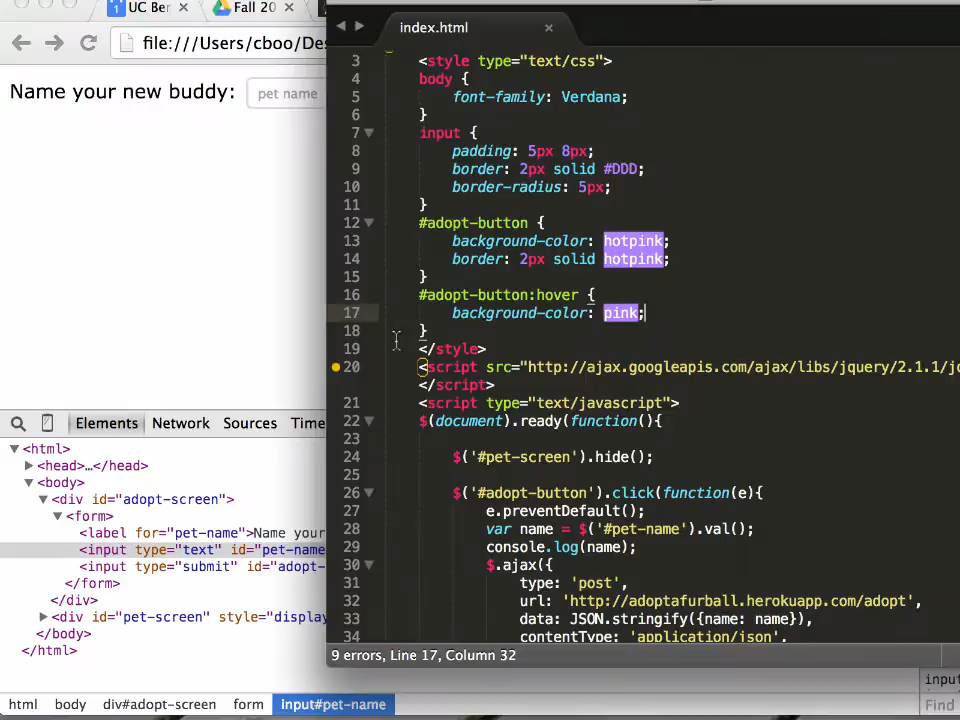 UC Ber
Fall 20
file:///Users/cboo/Des
Name your new buddy:
pet name
Elements
Network
Sources
Time
<html>
<head>…</head>
<body>
<div id="adopt-screen">
<form>
<label for="pet-name">Name your
<input type="text" id="pet-name
<input type="submit" id="adopt-
</form>
</div>
<div id="pet-screen" style="display
</body>
</html>
html
body
div#adopt-screen
form
input#pet-name
index.html
3 <style type="text/css">
4 body {
5 font-family: Verdana;
6 }
7 input {
8 padding: 5px 8px;
9 border: 2px solid #DDD;
10 border-radius: 5px;
11 }
12 #adopt-button {
13 background-color: hotpink;
14 border: 2px solid hotpink;
15 }
16 #adopt-button:hover {
17 background-color: pink;
18 }
19 </style>
20 <script src="http://ajax.googleapis.com/ajax/libs/jquery/2.1.1/jq
</script>
21 <script type="text/javascript">
22 $(document).ready(function(){
23
24 $('#pet-screen').hide();
25
26 $('#adopt-button').click(function(e){
27 e.preventDefault();
28 var name = $('#pet-name').val();
29 console.log(name);
30 $.ajax({
31 type: 'post',
32 url: 'http://adoptafurball.herokuapp.com/adopt',
33 data: JSON.stringify({name: name}),
34 contentType: 'application/json',
9 errors, Line 17, Column 32
input
Find